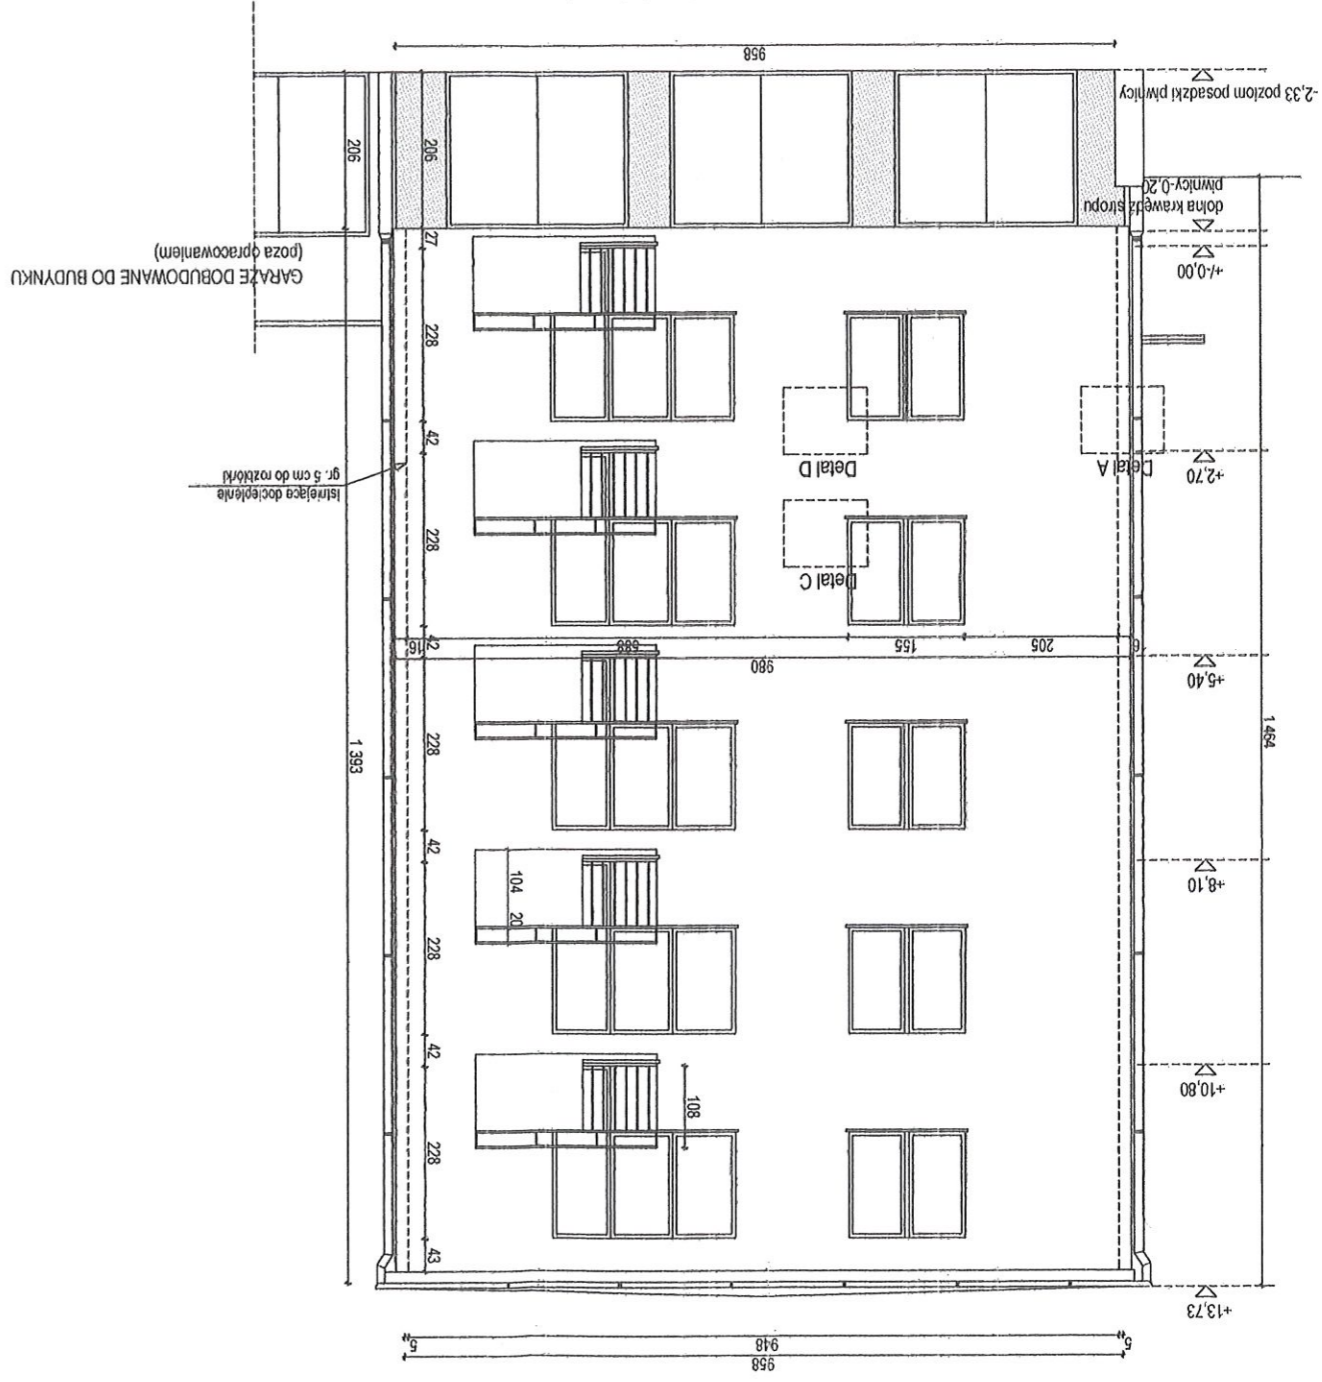 958
5 948 5
+13,73
43
228
108
+10,80
42
228
20
104
+8,10
42
1 464
1 393
228
+5,40
980
205 155 588 16
42
Detal C
228
istniejące docieplenie
gr. 5 cm do rozbiórki
+2,70
Detal A
Detal D
42
228
+/-0,00
GARAŻE DOBUDOWANE DO BUDYNKU
(poza opracowaniem)
27
dolna krawędź stropu
piwnicy-0,20
206
206
-2,33 poziom posadzki piwnicy
958